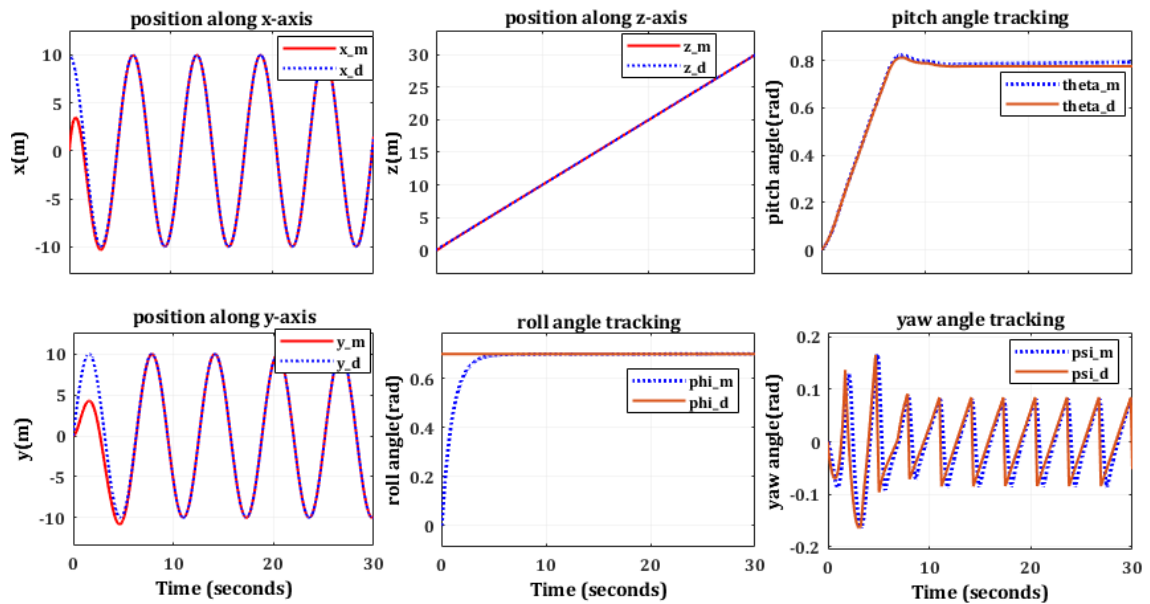 position along x-axis
x(m)
10
5
0
-5
-10
10
20
30
x_m
x_d
position along z-axis
z(m)
30
25
20
15
10
5
0
10
20
30
z_m
z_d
pitch angle tracking
pitch angle(rad)
0.8
0.6
0.4
0.2
0
10
20
30
theta_m
theta_d
position along y-axis
y(m)
10
5
0
-5
-10
0
10
20
30
Time (seconds)
y_m
y_d
roll angle tracking
roll angle(rad)
0.6
0.4
0.2
0
0
10
20
30
Time (seconds)
phi_m
phi_d
yaw angle tracking
yaw angle(rad)
0.2
0.1
0
-0.1
-0.2
0
10
20
30
Time (seconds)
psi_m
psi_d